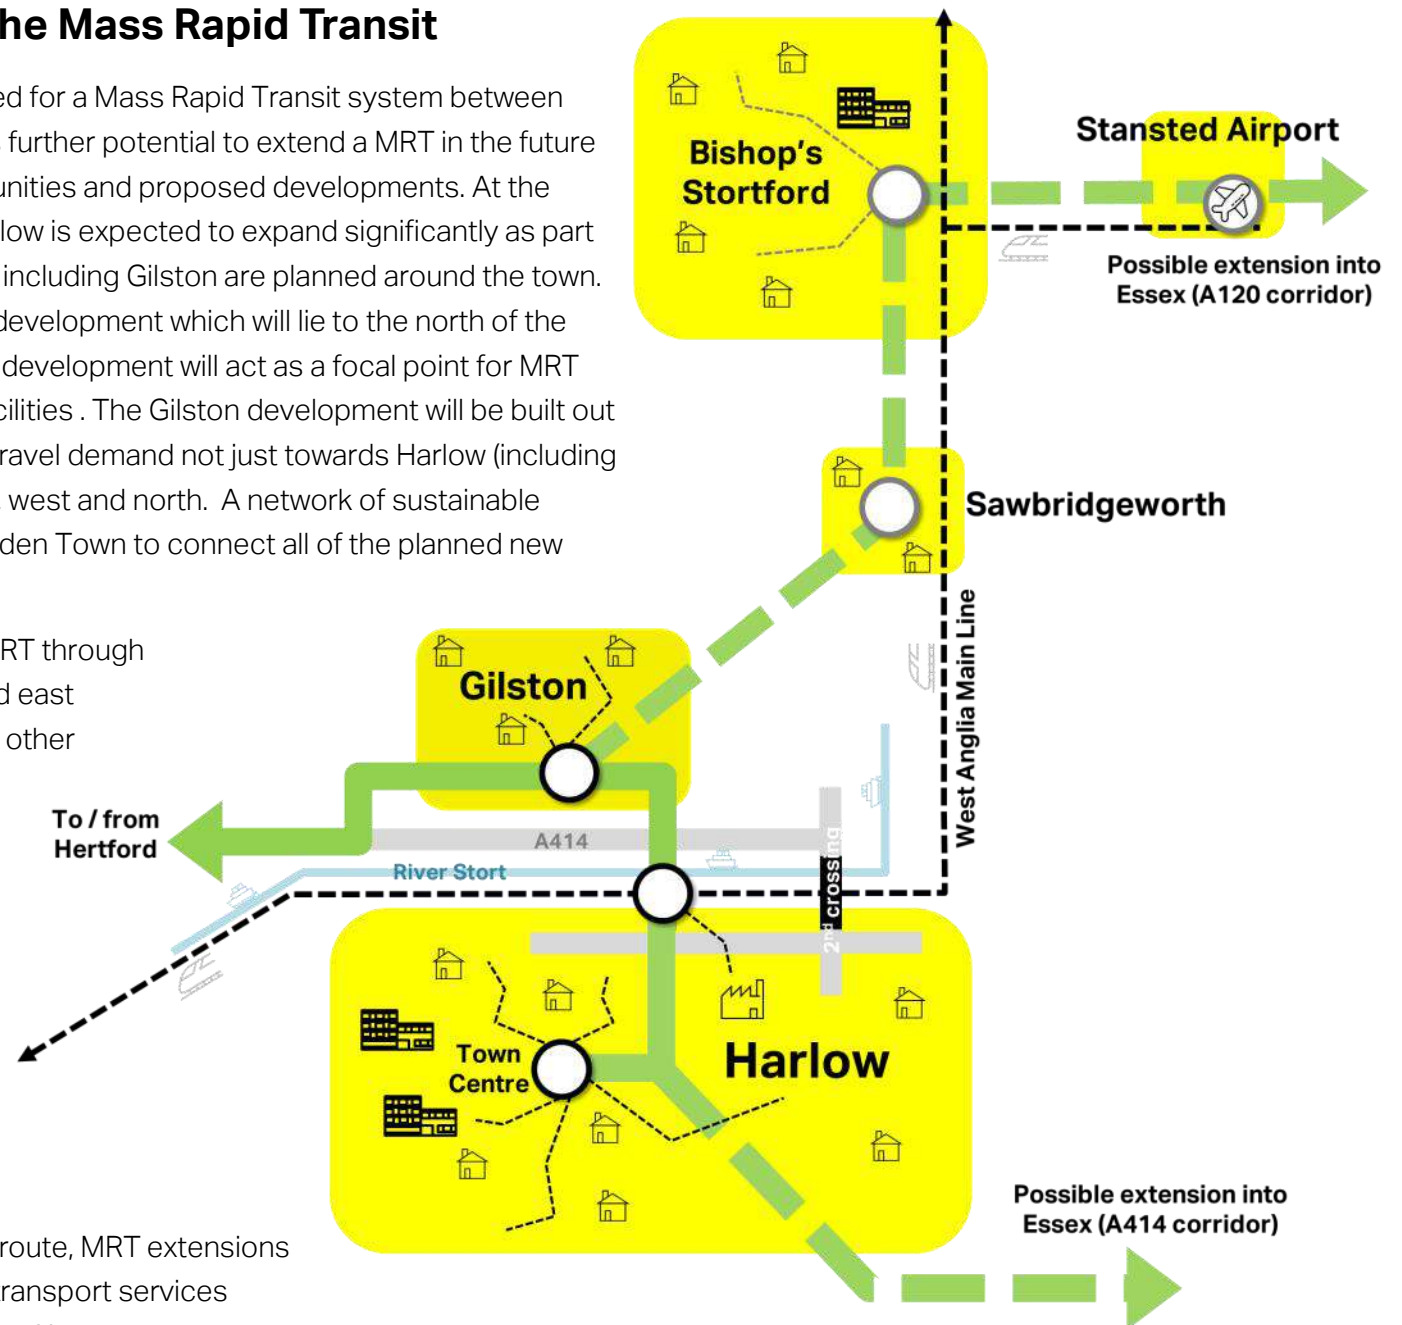 he Mass Rapid Transit
ed for a Mass Rapid Transit system between
further potential to extend a MRT in the future
unities and proposed developments. At the
low is expected to expand significantly as part
including Gilston are planned around the town.
development which will lie to the north of the
development will act as a focal point for MRT
cilities . The Gilston development will be built out
ravel demand not just towards Harlow (including
, west and north. A network of sustainable
den Town to connect all of the planned new
RT through
d east
other
route, MRT extensions
transport services
Bishop's
Stortford
Stansted Airport
Possible extension into
Essex (A120 corridor)
Sawbridgeworth
West Anglia Main Line
Gilston
To / from
Hertford
A414
River Stort
2nd crossing
Town
Centre
Harlow
Possible extension into
Essex (A414 corridor)